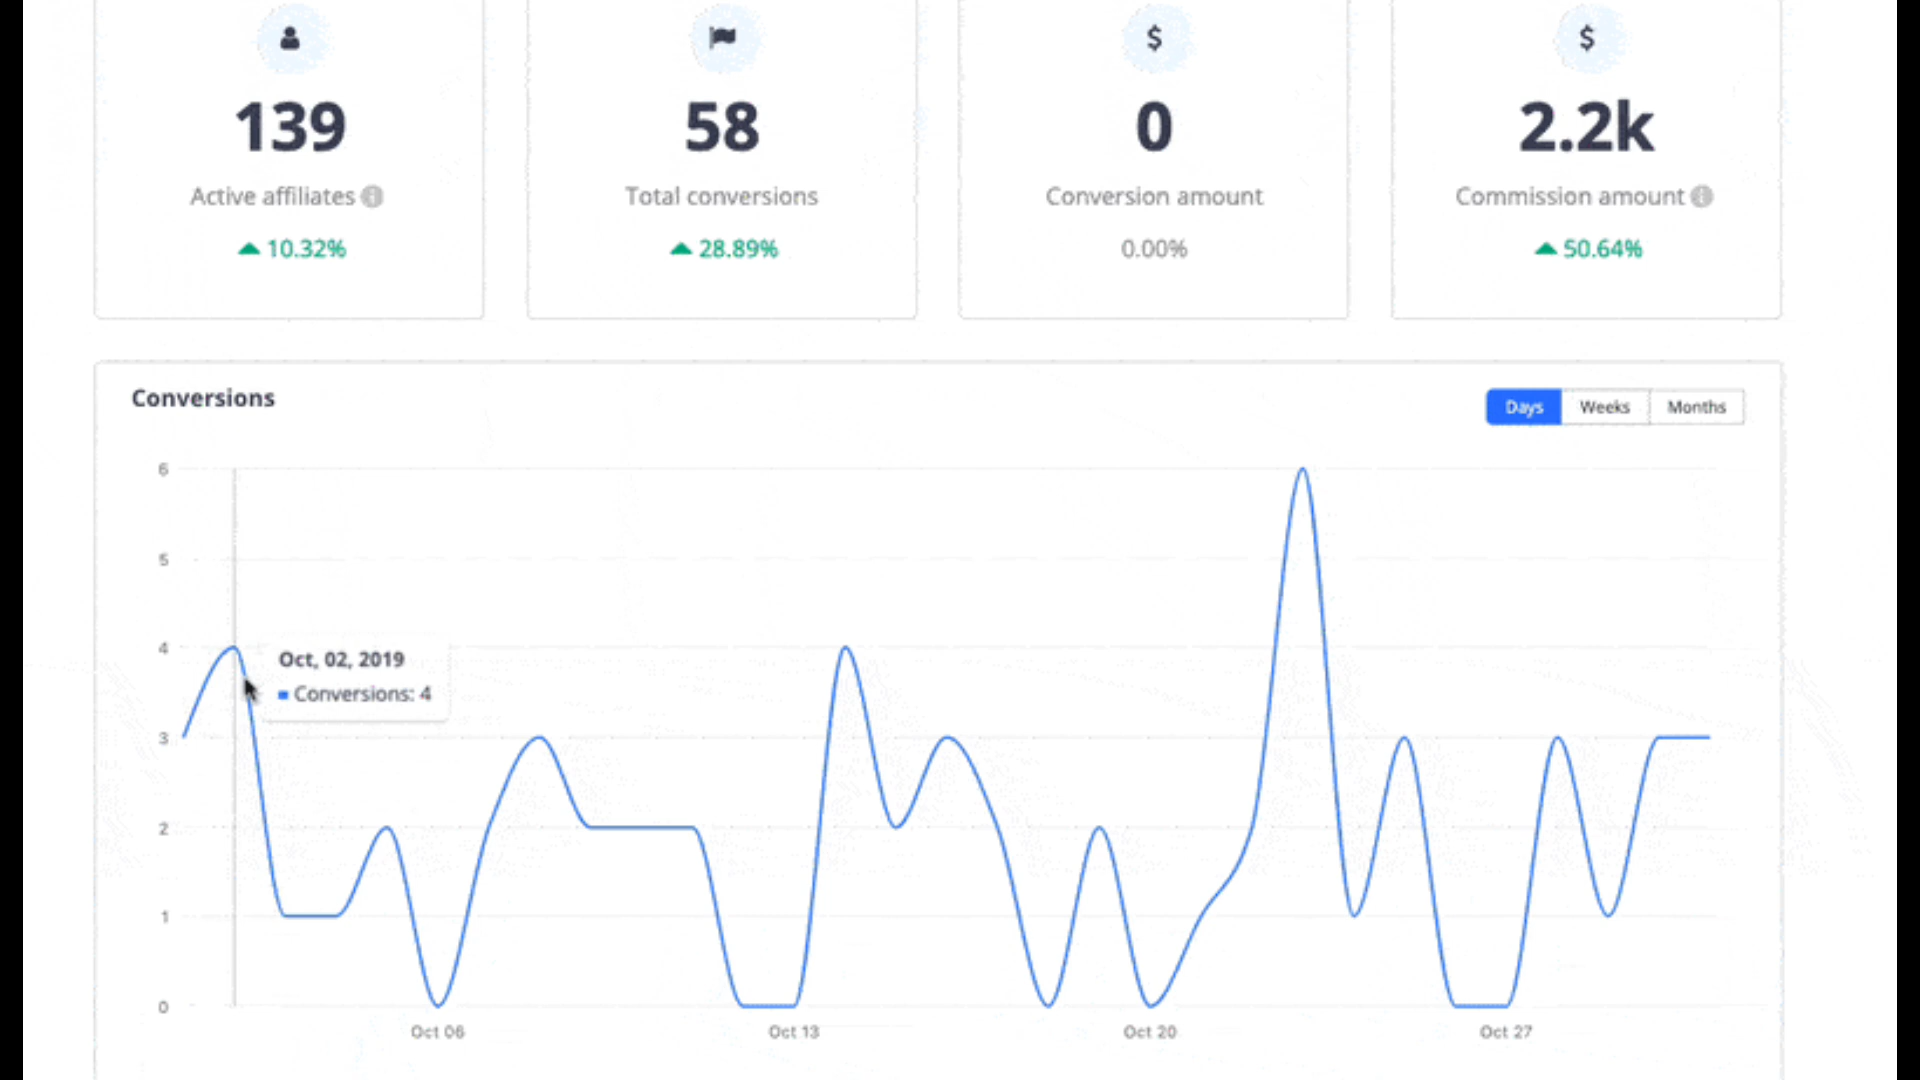 139 58 0 2.2k
Active affiliates Total conversions Conversion amount Commission amount
10.32% 28.89% 0.00% 50.64%
Conversions
Days Weeks Months
6
5
4
Oct, 02, 2019
Conversions: 4
3
2
1
0
Oct 06 Oct 13 Oct 20 Oct 27